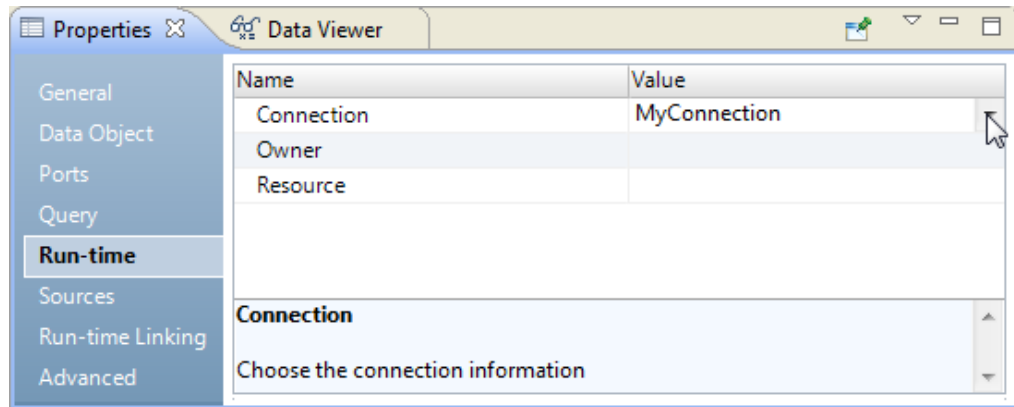 Properties Data Viewer
General
Data Object
Ports
Query
Run-time
Sources
Run-time Linking
Advanced
Name Value
Connection MyConnection
Owner
Resource
Connection
Choose the connection information